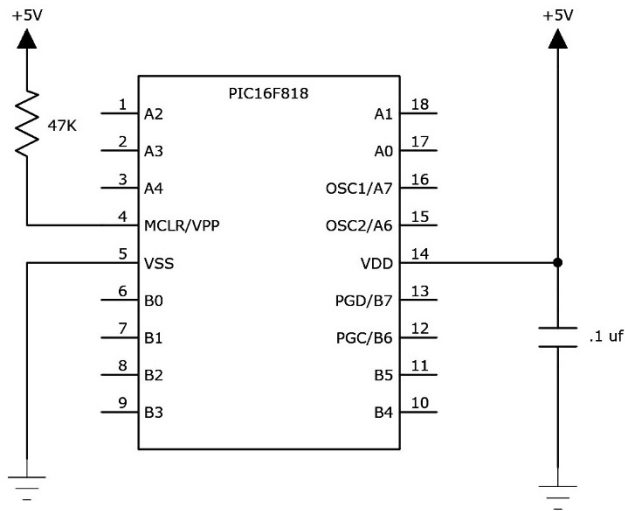 +5V
+5V
PIC16F818
47K
1 A2 A1 18
2 A3 A0 17
3 A4 OSC1/A7 16
4 MCLR/VPP OSC2/A6 15
5 VSS VDD 14
6 B0 PGD/B7 13
7 B1 PGC/B6 12
.1 uf
8 B2 B5 11
9 B3 B4 10